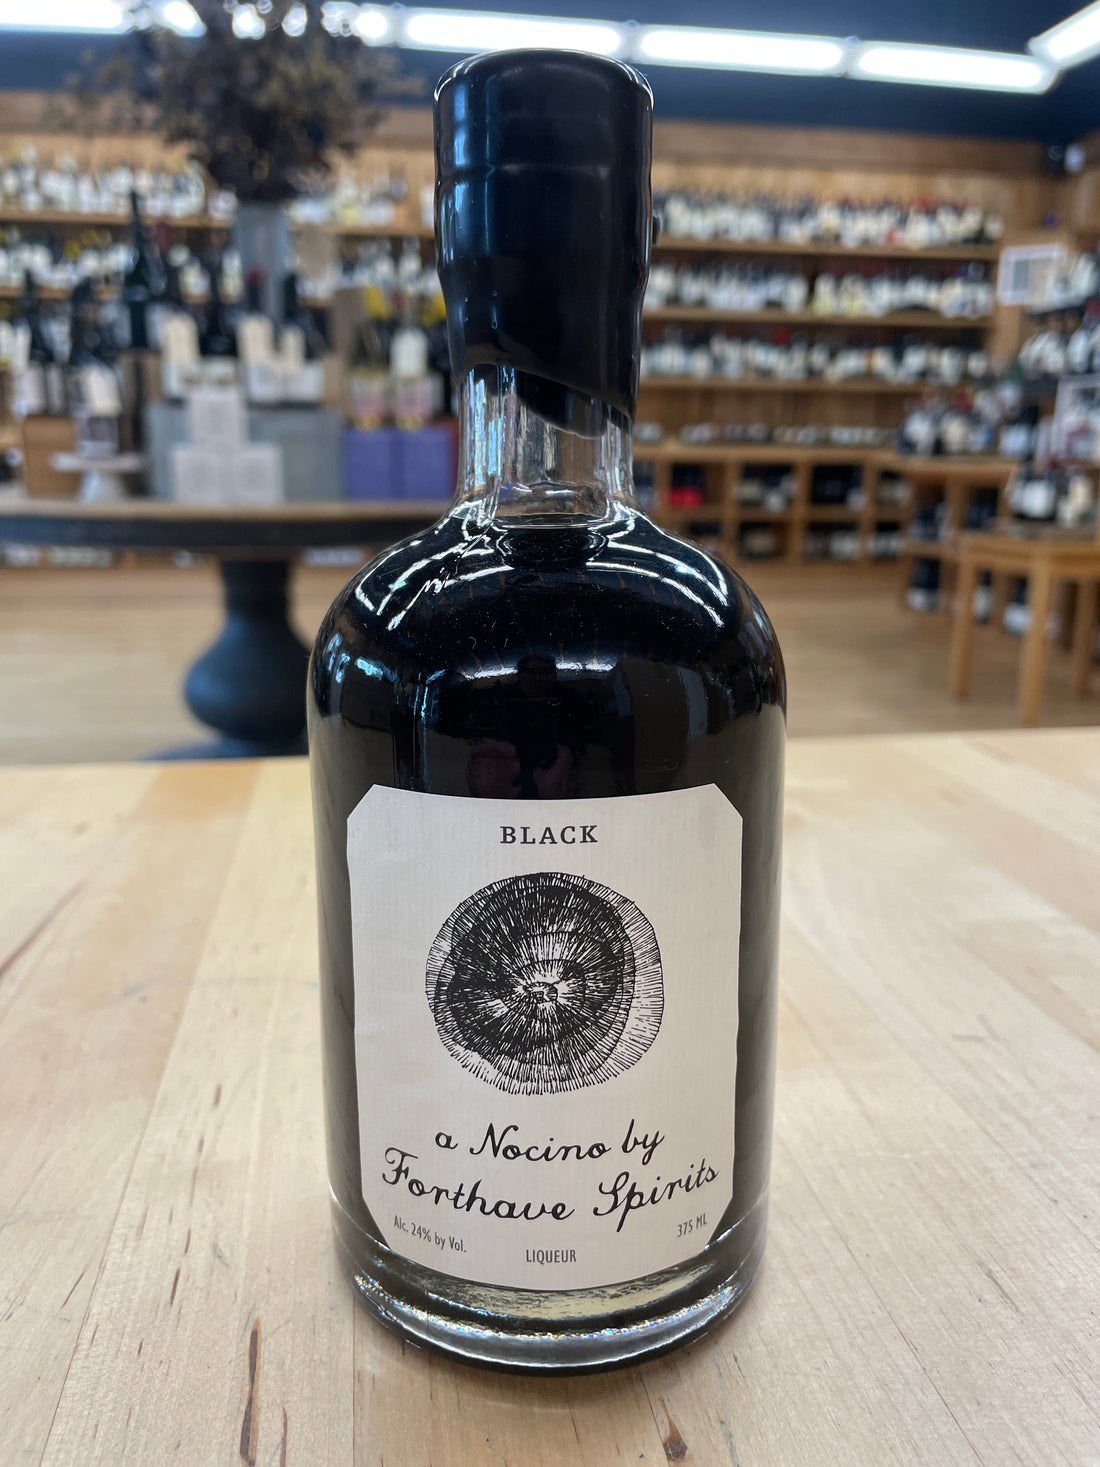 BLACK
a Nocino by
Forthave Spirits
Alc. 24% by Vol.
LIQUEUR
375 ML